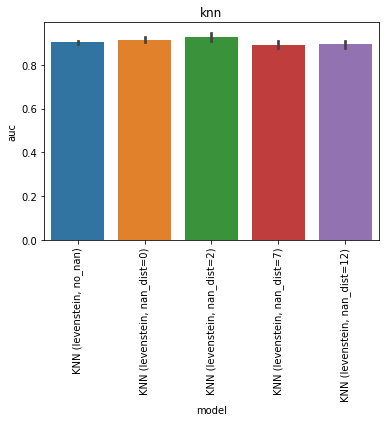 knn
auc
0.8
0.6
0.4
0.2
0.0
KNN (levenstein, no_nan)
KNN (levenstein, nan_dist=0)
KNN (levenstein, nan_dist=2)
KNN (levenstein, nan_dist=7)
KNN (levenstein, nan_dist=12)
model